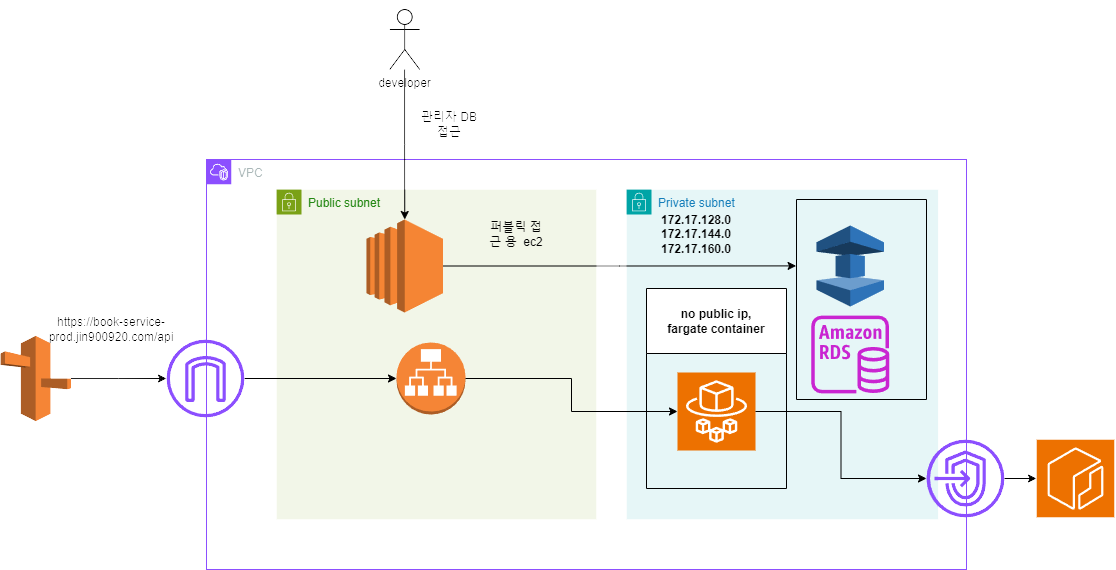 developer
관리자 DB
접근
VPC
Public subnet
퍼블릭 접
근 용 ec2
Private subnet
172.17.128.0
172.17.144.0
172.17.160.0
no public ip,
fargate container
Amazon
RDS
https://book-service-
prod.jin900920.com/api